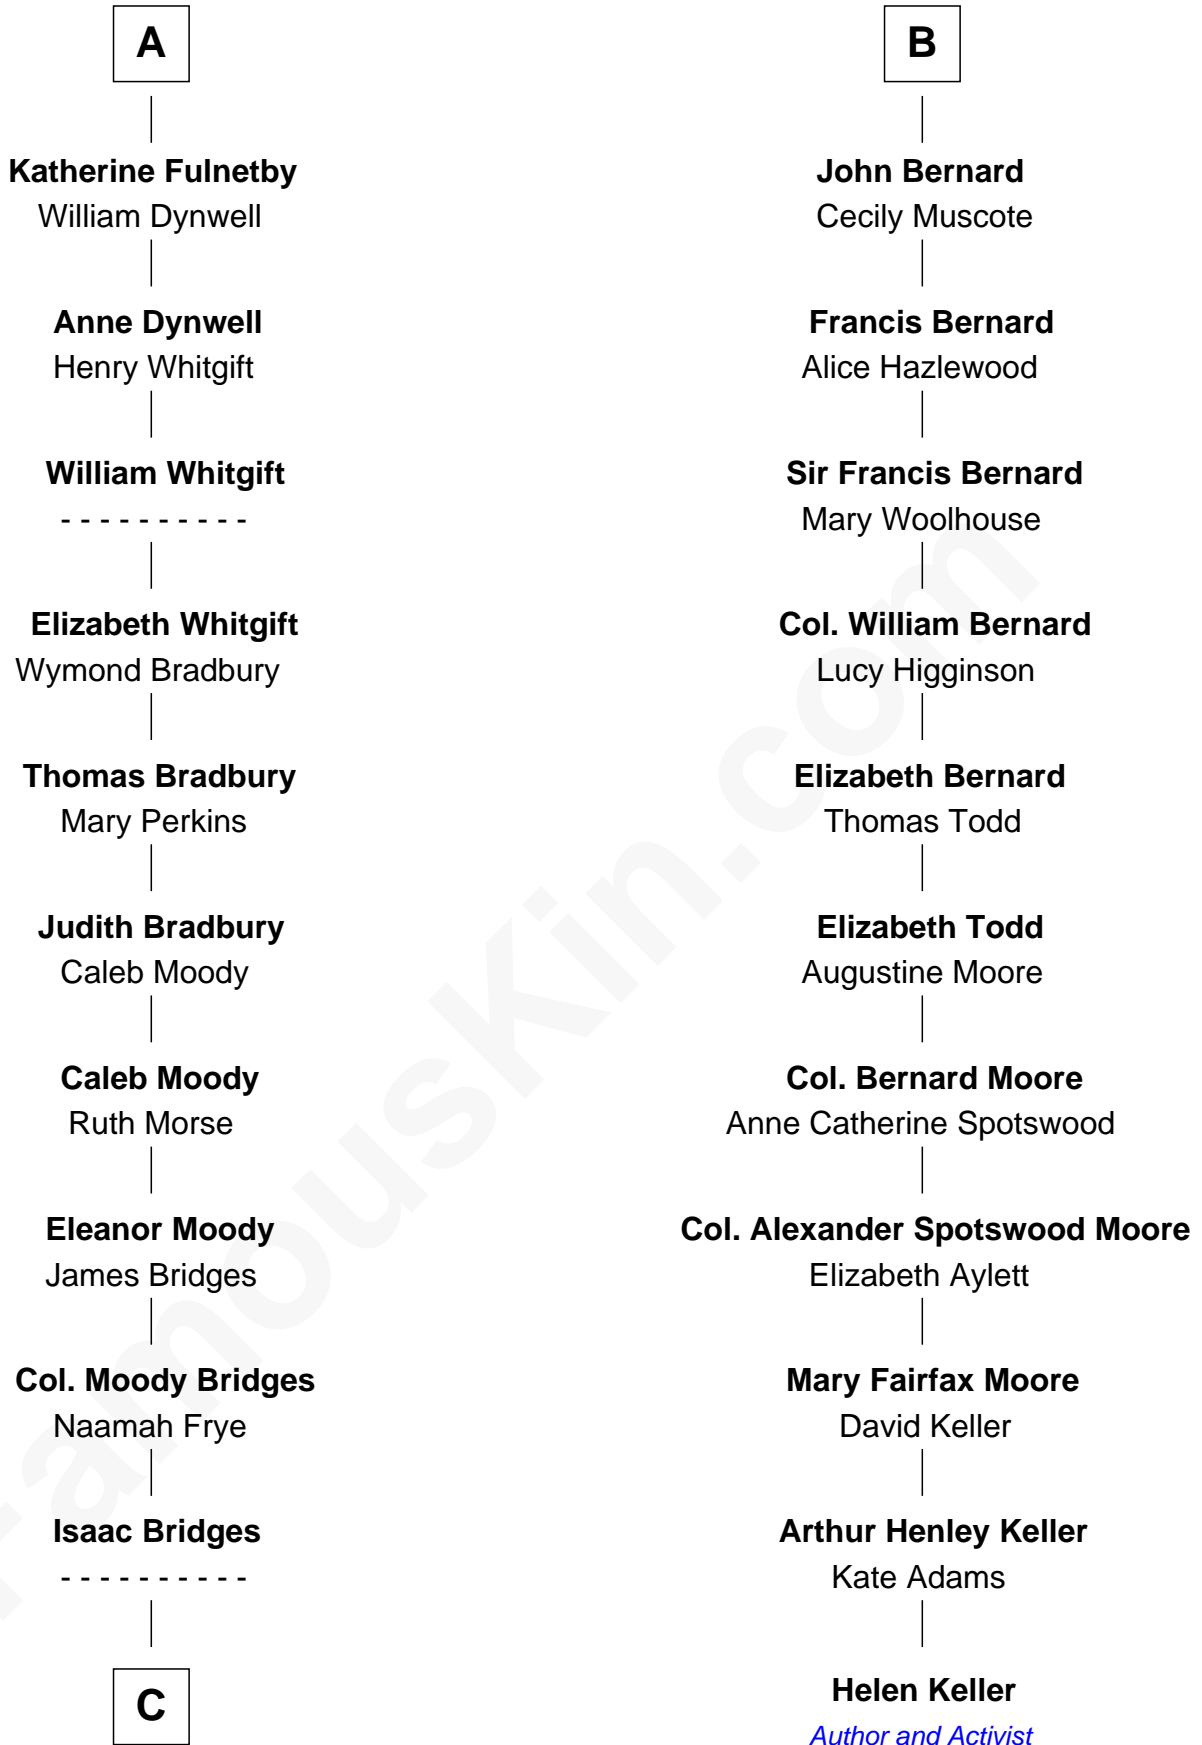 A
Katherine Fulnetby
William Dynwell
Anne Dynwell
Henry Whitgift
William Whitgift
- - - - - - - - - -
Elizabeth Whitgift
Wymond Bradbury
Thomas Bradbury
Mary Perkins
Judith Bradbury
Caleb Moody
Caleb Moody
Ruth Morse
Eleanor Moody
James Bridges
Col. Moody Bridges
Naamah Frye
Isaac Bridges
- - - - - - - - - -
C
B
John Bernard
Cecily Muscote
Francis Bernard
Alice Hazlewood
Sir Francis Bernard
Mary Woolhouse
Col. William Bernard
Lucy Higginson
Elizabeth Bernard
Thomas Todd
Elizabeth Todd
Augustine Moore
Col. Bernard Moore
Anne Catherine Spotswood
Col. Alexander Spotswood Moore
Elizabeth Aylett
Mary Fairfax Moore
David Keller
Arthur Henley Keller
Kate Adams
Helen Keller
Author and Activist
FamousKin.com